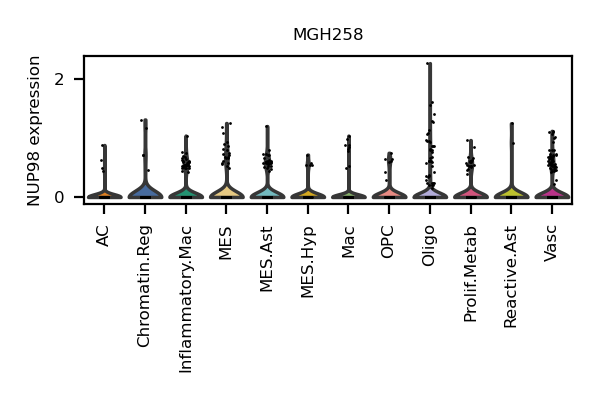 MGH258
NUP98 expression
2
0
AC
Chromatin.Reg
Inflammatory.Mac
MES
MES.Ast
MES.Hyp
Mac
OPC
Oligo
Prolif.Metab
Reactive.Ast
Vasc